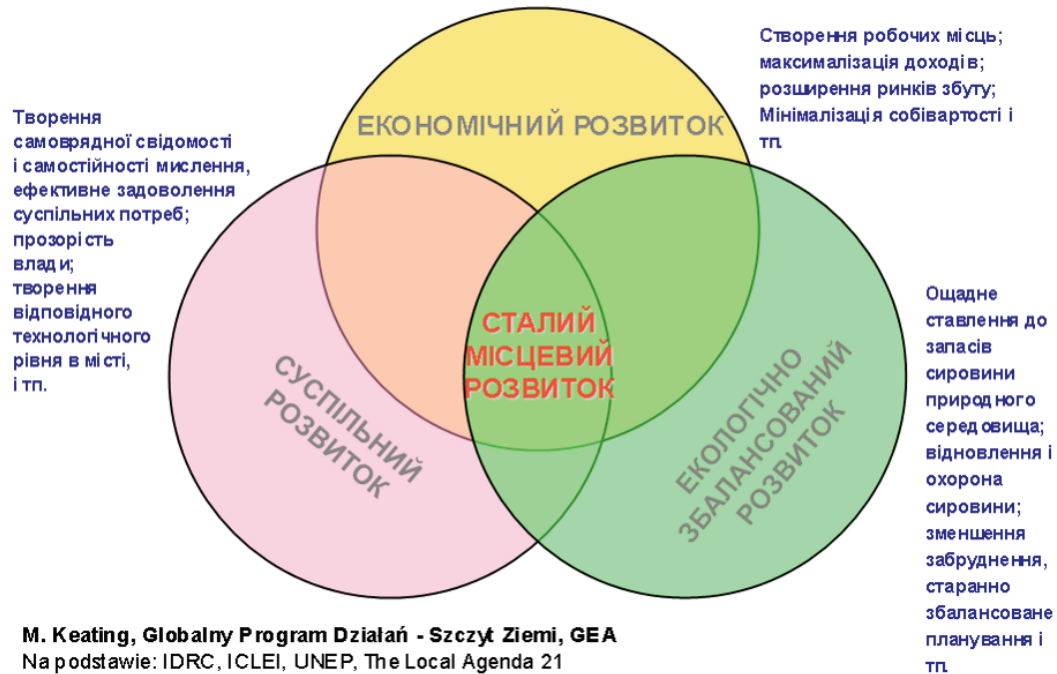 ЕКОНОМІЧНИЙ РОЗВИТОК
Створення робочих місць;
максималізація доходів;
розширення ринків збуту;
Мінімалізація собівартості і
тп.
Творення
самоврядної свідомості
і самостійності мислення,
ефективне задоволення
суспільних потреб;
прозорість
влади;
творення
відповідного
технологічного
рівня в місті,
і тп.
СТАЛИЙ
МІСЦЕВИЙ
РОЗВИТОК
СУСПІЛЬНИЙ
РОЗВИТОК
ЕКОЛОГІЧНО
ЗБАЛАНСОВАНИЙ
РОЗВИТОК
Ощадне
ставлення до
запасів
сировини
природного
середовища;
відновлення і
охорона
сировини;
зменшення
забруднення,
старанно
збалансоване
планування і
тп.
M. Keating, Globalny Program Działań - Szczyt Ziemi, GEA
Na podstawie: IDRC, ICLEI, UNEP, The Local Agenda 21